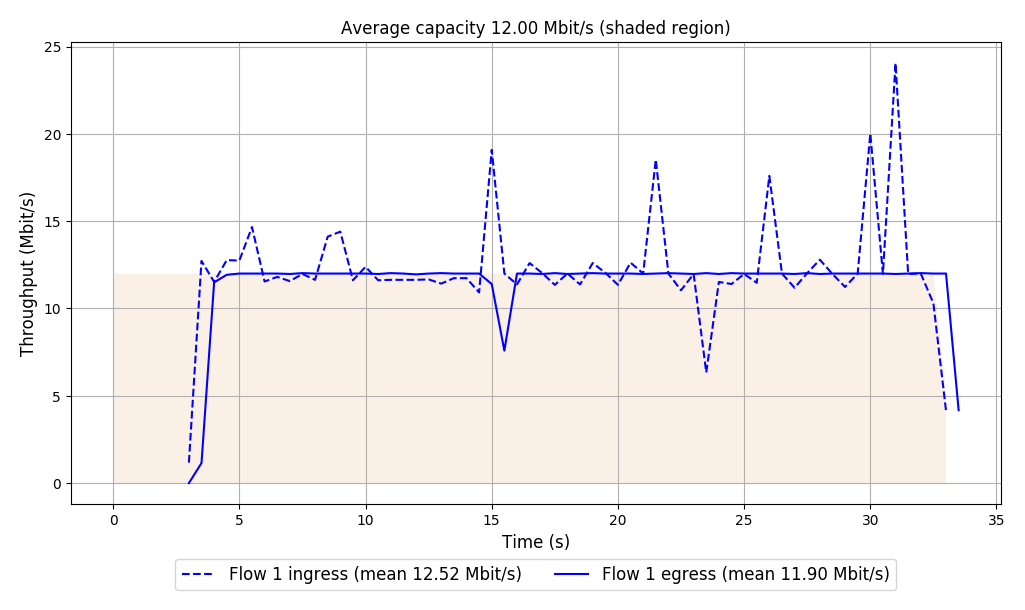 Average capacity 12.00 Mbit/s (shaded region)
25
20
15
10
5
0
Throughput (Mbit/s)
0 5 10 15 20 25 30 35
Time (s)
Flow 1 ingress (mean 12.52 Mbit/s) Flow 1 egress (mean 11.90 Mbit/s)